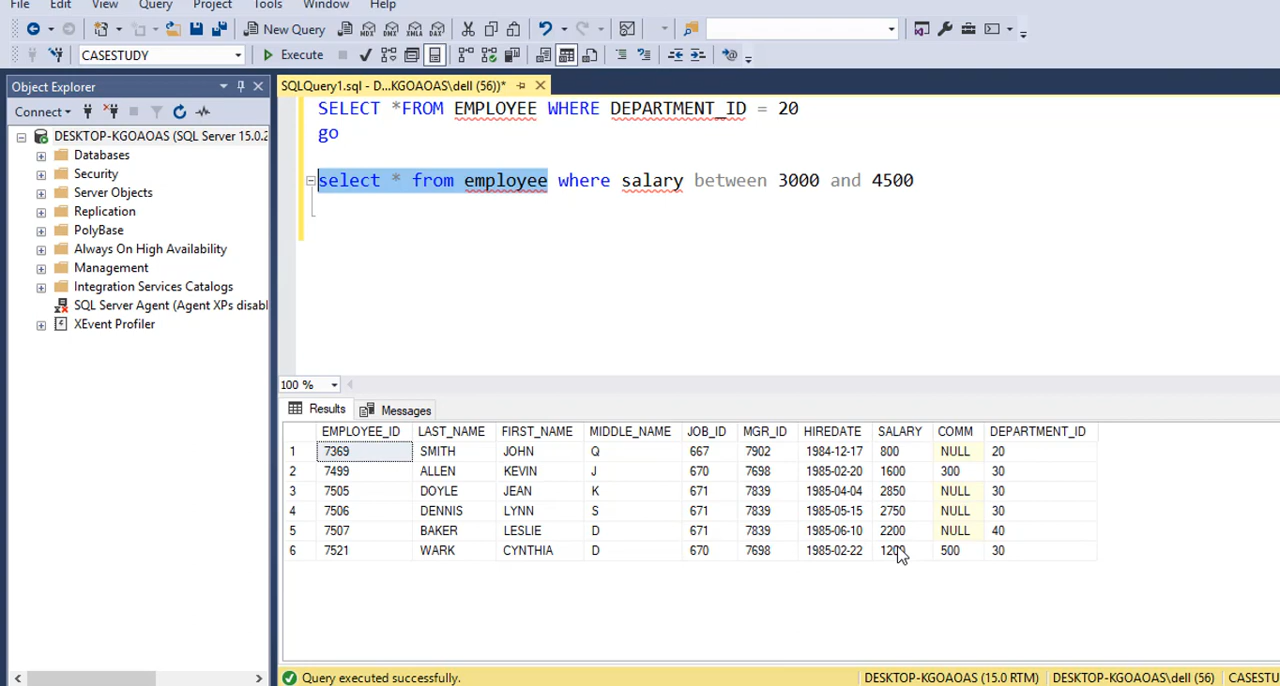 File Edit View Query Project Tools Window Help
New Query
CASESTUDY Execute
Object Explorer
Connect
DESKTOP-KGOAOAS (SQL Server 15.0.2
Databases
Security
Server Objects
Replication
PolyBase
Always On High Availability
Management
Integration Services Catalogs
SQL Server Agent (Agent XPs disabl
XEvent Profiler
SQLQuery1.sql - D...KGOAOAS\dell (56))*
SELECT *FROM EMPLOYEE WHERE DEPARTMENT_ID = 20
go
select * from employee where salary between 3000 and 4500
100 %
Results Messages
EMPLOYEE_ID LAST_NAME FIRST_NAME MIDDLE_NAME JOB_ID MGR_ID HIREDATE SALARY COMM DEPARTMENT_ID
1 7369 SMITH JOHN Q 667 7902 1984-12-17 800 NULL 20
2 7499 ALLEN KEVIN J 670 7698 1985-02-20 1600 300 30
3 7505 DOYLE JEAN K 671 7839 1985-04-04 2850 NULL 30
4 7506 DENNIS LYNN S 671 7839 1985-05-15 2750 NULL 30
5 7507 BAKER LESLIE D 671 7839 1985-06-10 2200 NULL 40
6 7521 WARK CYNTHIA D 670 7698 1985-02-22 500 30
Query executed successfully. DESKTOP-KGOAOAS (15.0 RTM) DESKTOP-KGOAOAS\dell (56) CASESTU